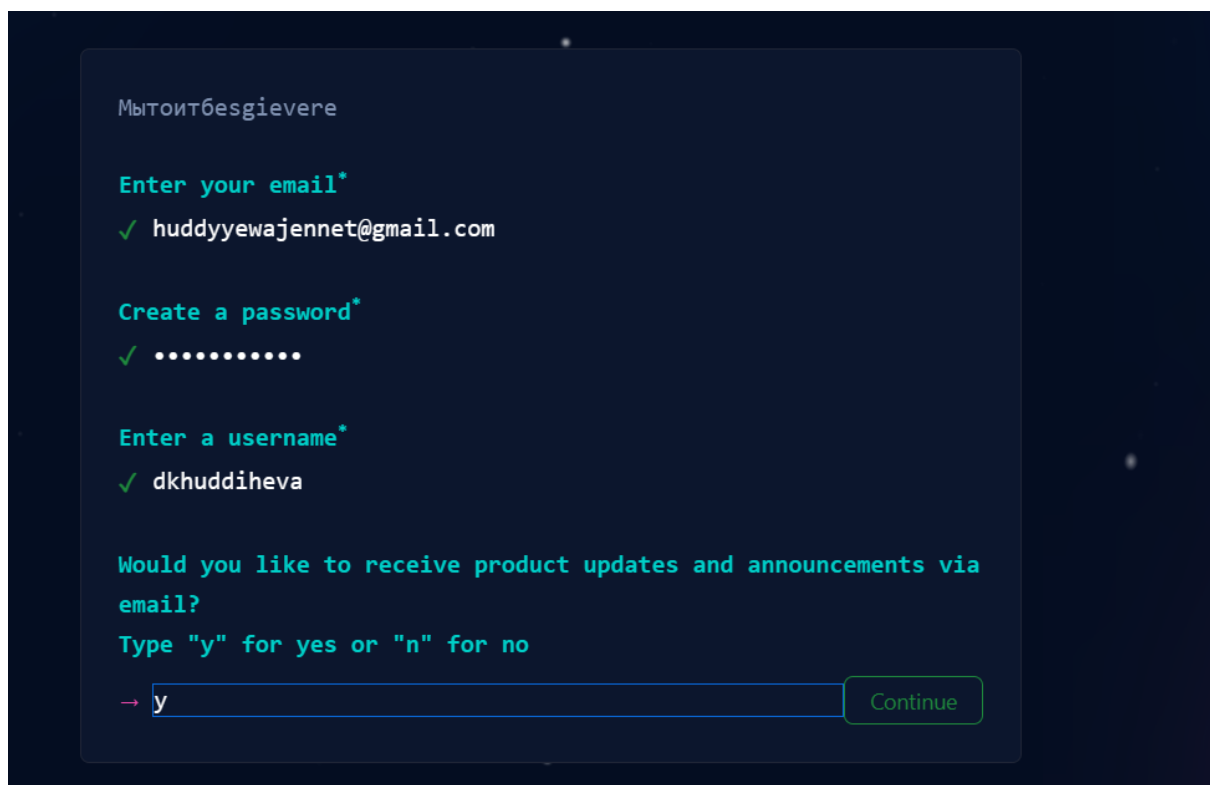 Мытоитбesgievere
Enter your email*
✓ huddyyewajennet@gmail.com
Create a password*
✓ •••••••••••
Enter a username*
✓ dkhuddiheva
Would you like to receive product updates and announcements via
email?
Type "y" for yes or "n" for no
→ y Continue